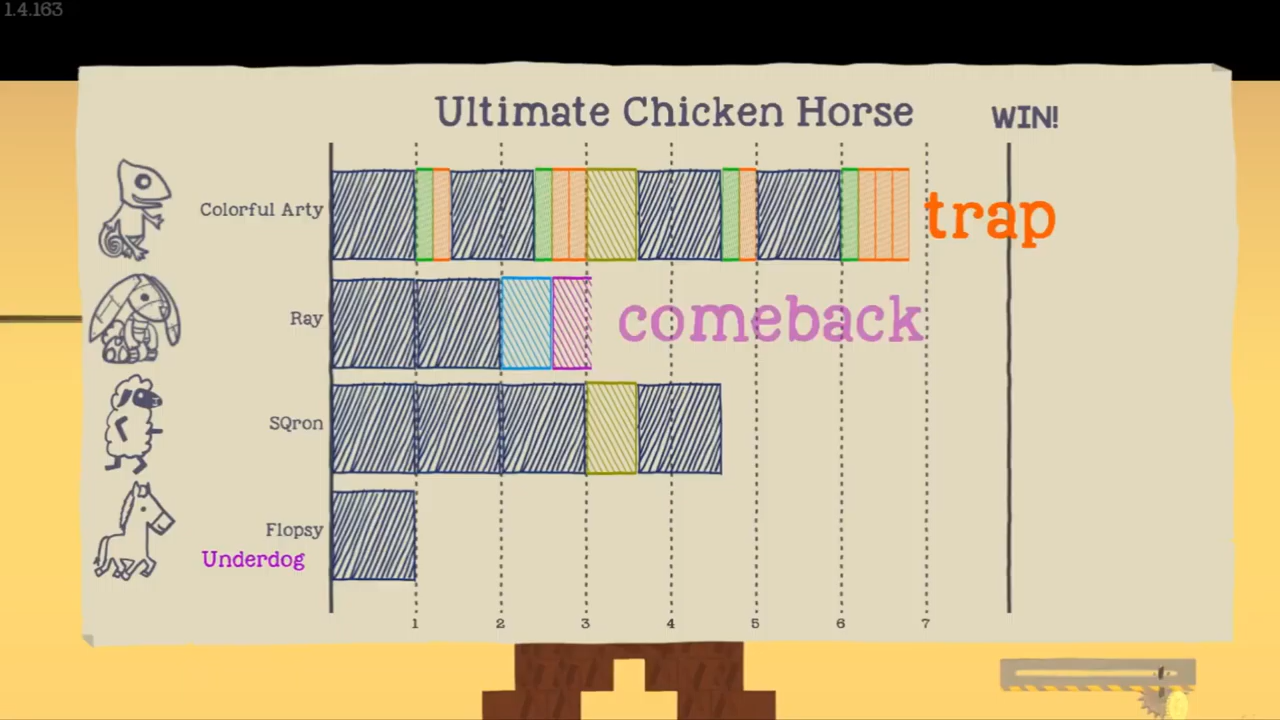 1.4.163
Ultimate Chicken Horse
WIN!
Colorful Arty
trap
Ray
comeback
SQron
Flopsy
Underdog
1 2 3 4 5 6 7